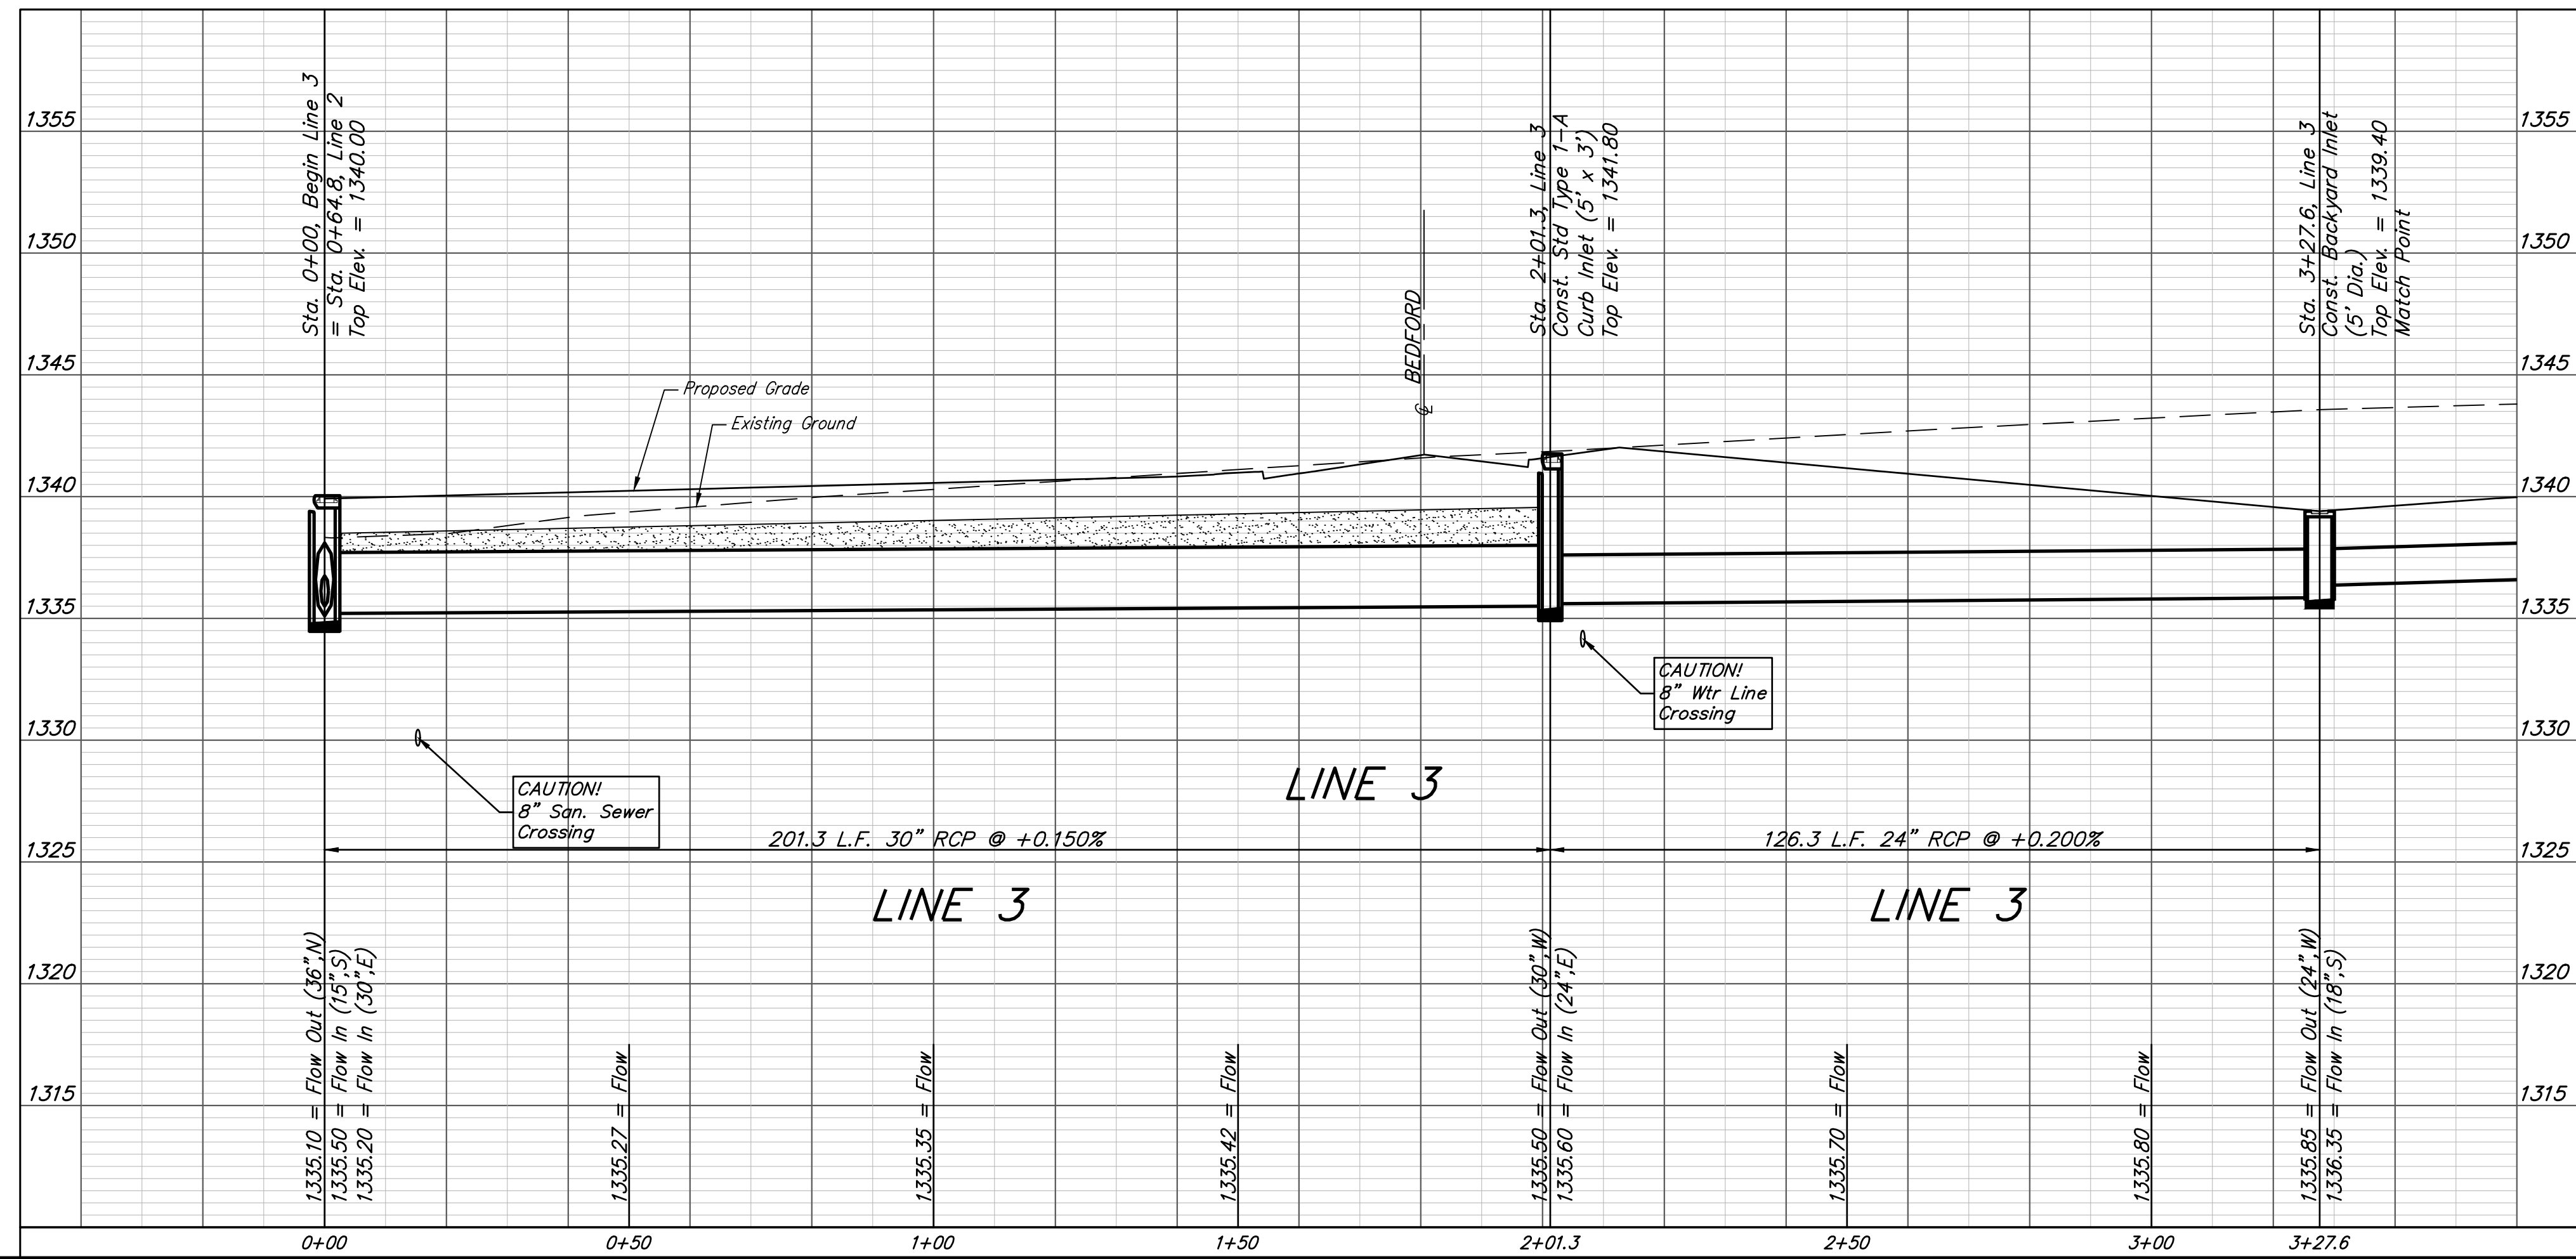 Sta. 0+00, Begin Line 3
= Sta. 0+64.8, Line 2
Top Elev. = 1340.00
Sta. 2+01.3, Line 3
Const. Std Type 1-A
Curb Inlet (5' x 3')
Top Elev. = 1341.80
Sta. 3+27.6, Line 3
Const. Backyard Inlet
(5' Dia.)
Top Elev. = 1339.40
Match Point
1355
1355
1350
1350
BEDFORD
℄
1345
1345
Proposed Grade
Existing Ground
1340
1340
1335
1335
CAUTION!
8" Wtr Line
Crossing
1330
1330
CAUTION!
8" San. Sewer
Crossing
LINE 3
201.3 L.F. 30" RCP @ +0.150%
126.3 L.F. 24" RCP @ +0.200%
1325
1325
LINE 3
LINE 3
1320
1320
1315
1315
1335.10 = Flow Out (36",N)
1335.50 = Flow In (15",S)
1335.20 = Flow In (30",E)
1335.27 = Flow
1335.35 = Flow
1335.42 = Flow
1335.50 = Flow Out (30",W)
1335.60 = Flow In (24",E)
1335.70 = Flow
1335.80 = Flow
1335.85 = Flow Out (24",W)
1336.35 = Flow In (18",S)
0+00
0+50
1+00
1+50
2+01.3
2+50
3+00
3+27.6